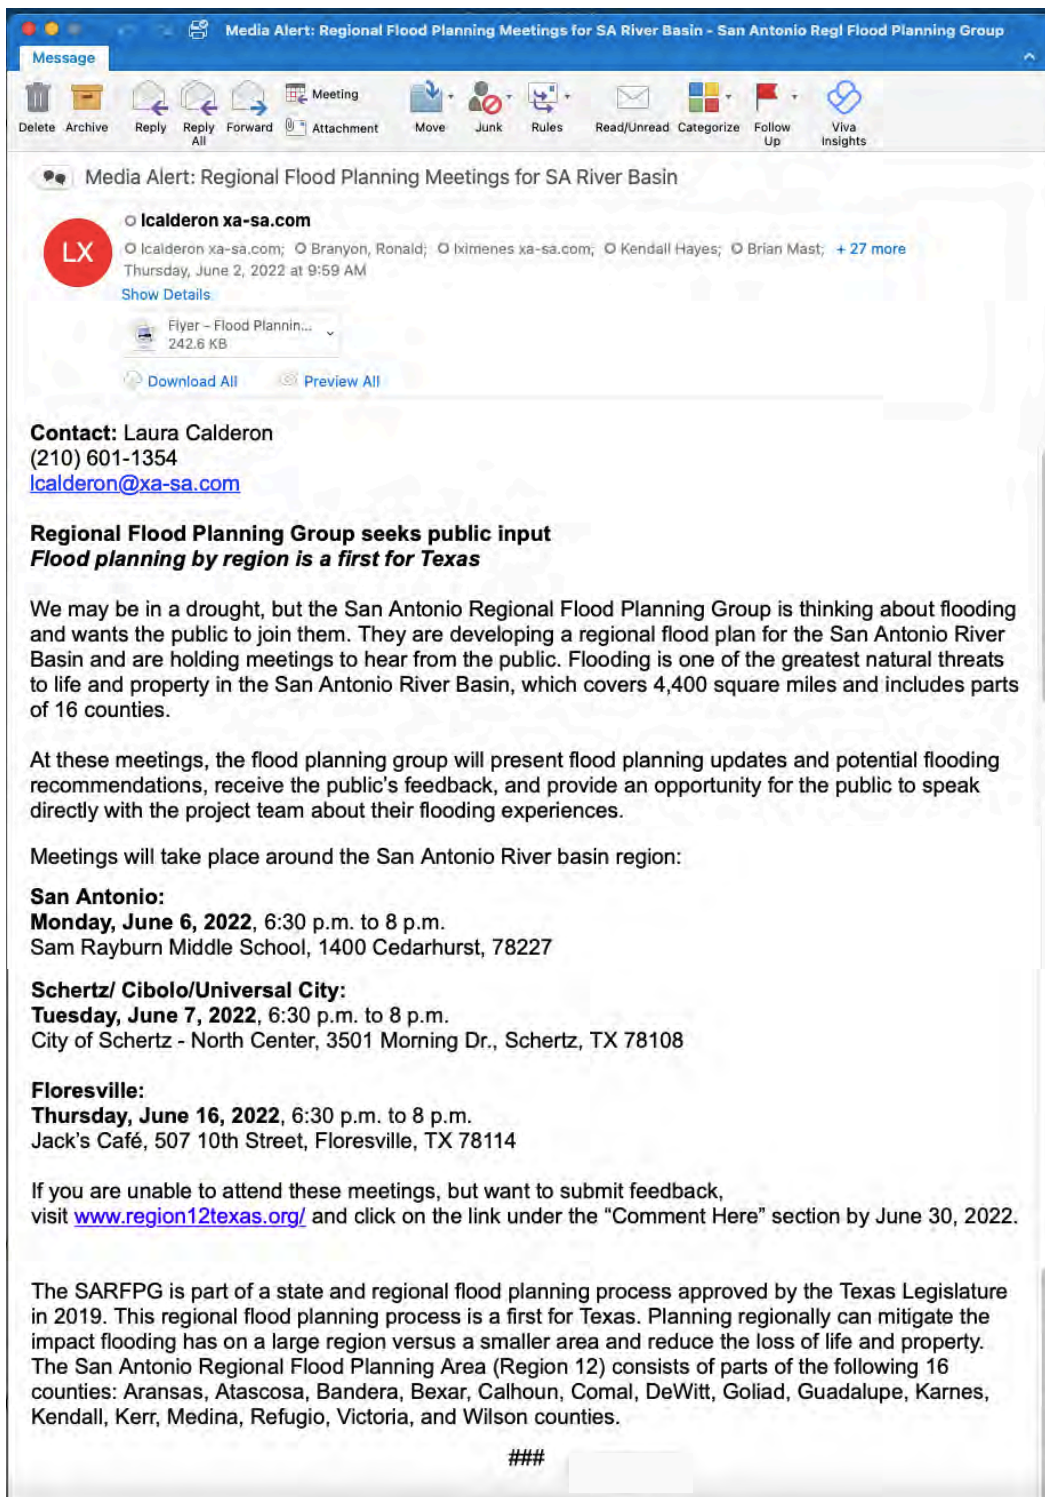 Media Alert: Regional Flood Planning Meetings for SA River Basin - San Antonio Regl Flood Planning Group
Message
Delete Archive Reply Reply All Forward Meeting Attachment Move Junk Rules Read/Unread Categorize Follow Up Viva Insights
Media Alert: Regional Flood Planning Meetings for SA River Basin
LX
lcalderon xa-sa.com
lcalderon xa-sa.com; Branyon, Ronald; lximenes xa-sa.com; Kendall Hayes; Brian Mast; + 27 more
Thursday, June 2, 2022 at 9:59 AM
Show Details
Flyer - Flood Plannin...
242.6 KB
Download All Preview All
Contact: Laura Calderon
(210) 601-1354
lcalderon@xa-sa.com
Regional Flood Planning Group seeks public input
Flood planning by region is a first for Texas
We may be in a drought, but the San Antonio Regional Flood Planning Group is thinking about flooding
and wants the public to join them. They are developing a regional flood plan for the San Antonio River
Basin and are holding meetings to hear from the public. Flooding is one of the greatest natural threats
to life and property in the San Antonio River Basin, which covers 4,400 square miles and includes parts
of 16 counties.
At these meetings, the flood planning group will present flood planning updates and potential flooding
recommendations, receive the public's feedback, and provide an opportunity for the public to speak
directly with the project team about their flooding experiences.
Meetings will take place around the San Antonio River basin region:
San Antonio:
Monday, June 6, 2022, 6:30 p.m. to 8 p.m.
Sam Rayburn Middle School, 1400 Cedarhurst, 78227
Schertz/ Cibolo/Universal City:
Tuesday, June 7, 2022, 6:30 p.m. to 8 p.m.
City of Schertz - North Center, 3501 Morning Dr., Schertz, TX 78108
Floresville:
Thursday, June 16, 2022, 6:30 p.m. to 8 p.m.
Jack's Café, 507 10th Street, Floresville, TX 78114
If you are unable to attend these meetings, but want to submit feedback,
visit www.region12texas.org/ and click on the link under the “Comment Here” section by June 30, 2022.
The SARFPG is part of a state and regional flood planning process approved by the Texas Legislature
in 2019. This regional flood planning process is a first for Texas. Planning regionally can mitigate the
impact flooding has on a large region versus a smaller area and reduce the loss of life and property.
The San Antonio Regional Flood Planning Area (Region 12) consists of parts of the following 16
counties: Aransas, Atascosa, Bandera, Bexar, Calhoun, Comal, DeWitt, Goliad, Guadalupe, Karnes,
Kendall, Kerr, Medina, Refugio, Victoria, and Wilson counties.
###